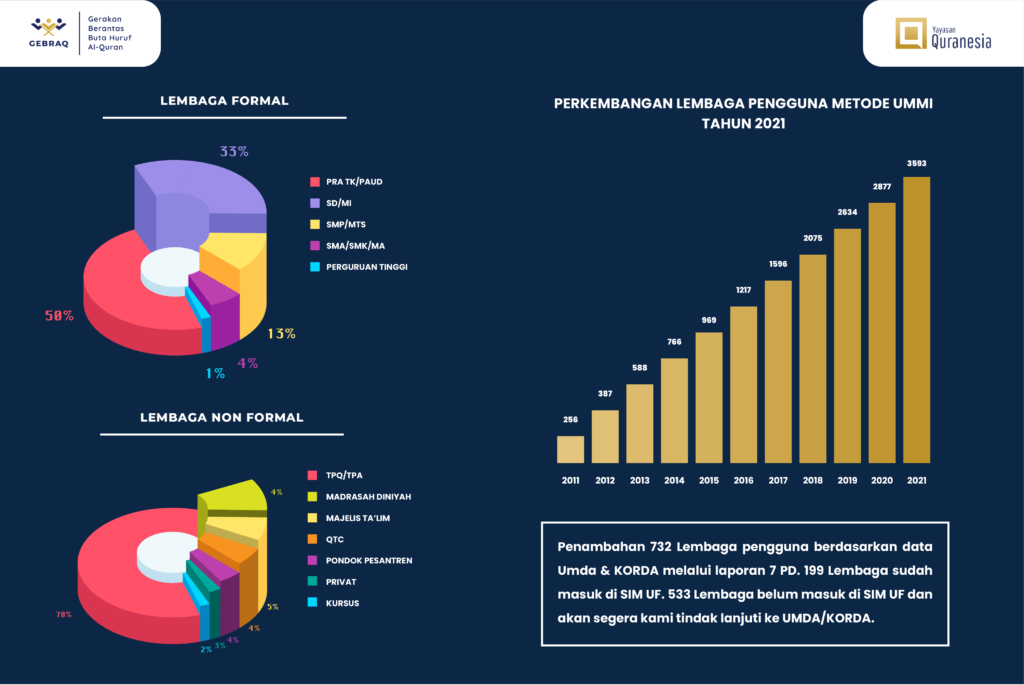 GEBRAQ
Gerakan
Berantas
Buta Huruf
Al-Quran
Yayasan
Quranesia
LEMBAGA FORMAL
33%
50%
13%
4%
1%
PRA TK/PAUD
SD/MI
SMP/MTS
SMA/SMK/MA
PERGURUAN TINGGI
LEMBAGA NON FORMAL
4%
78%
5%
4%
4%
3%
2%
TPQ/TPA
MADRASAH DINIYAH
MAJELIS TA'LIM
QTC
PONDOK PESANTREN
PRIVAT
KURSUS
PERKEMBANGAN LEMBAGA PENGGUNA METODE UMMI
TAHUN 2021
256
387
588
766
969
1217
1596
2075
2634
2877
3593
2011 2012 2013 2014 2015 2016 2017 2018 2019 2020 2021
Penambahan 732 Lembaga pengguna berdasarkan data
Umda & KORDA melalui laporan 7 PD. 199 Lembaga sudah
masuk di SIM UF. 533 Lembaga belum masuk di SIM UF dan
akan segera kami tindak lanjuti ke UMDA/KORDA.